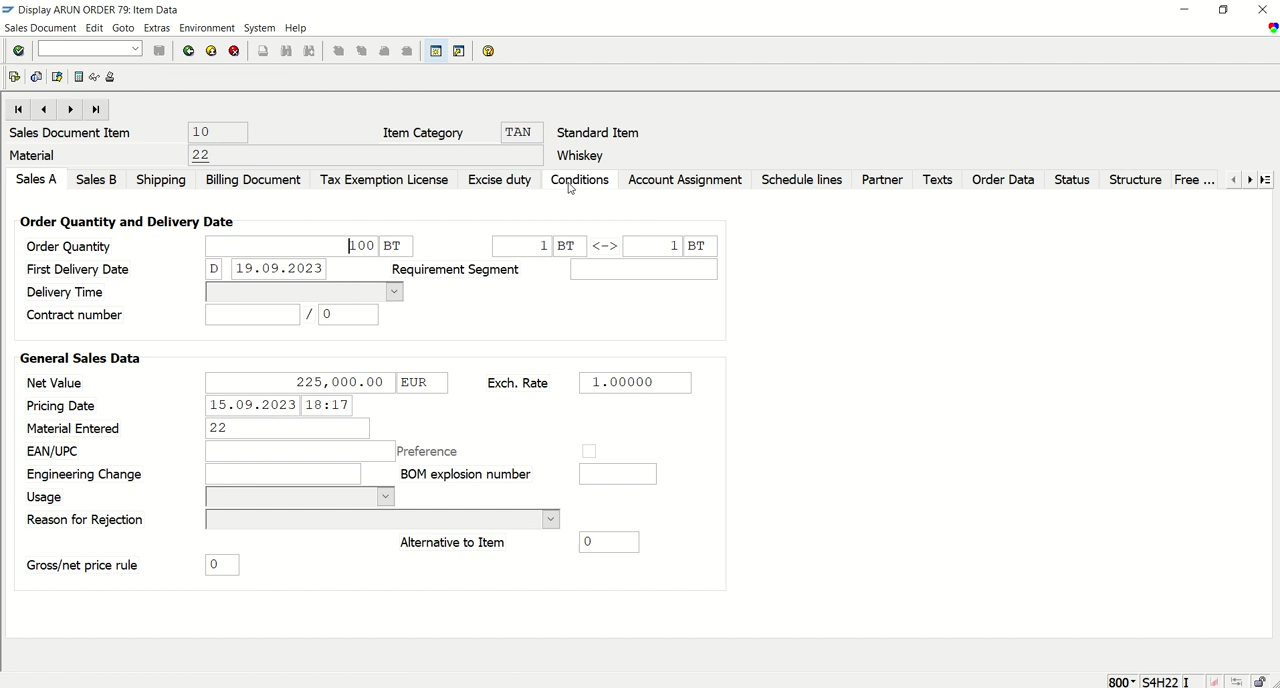 Display ARUN ORDER 79: Item Data
Sales Document Edit Goto Extras Environment System Help
Sales Document Item 10 Item Category TAN Standard Item
Material 22 Whiskey
Sales A Sales B Shipping Billing Document Tax Exemption License Excise duty Conditions Account Assignment Schedule lines Partner Texts Order Data Status Structure Free ...
Order Quantity and Delivery Date
Order Quantity 100 BT 1 BT <-> 1 BT
First Delivery Date D 19.09.2023 Requirement Segment
Delivery Time
Contract number / 0
General Sales Data
Net Value 225,000.00 EUR Exch. Rate 1.00000
Pricing Date 15.09.2023 18:17
Material Entered 22
EAN/UPC Preference
Engineering Change BOM explosion number
Usage
Reason for Rejection
Alternative to Item 0
Gross/net price rule 0
800 S4H22 I